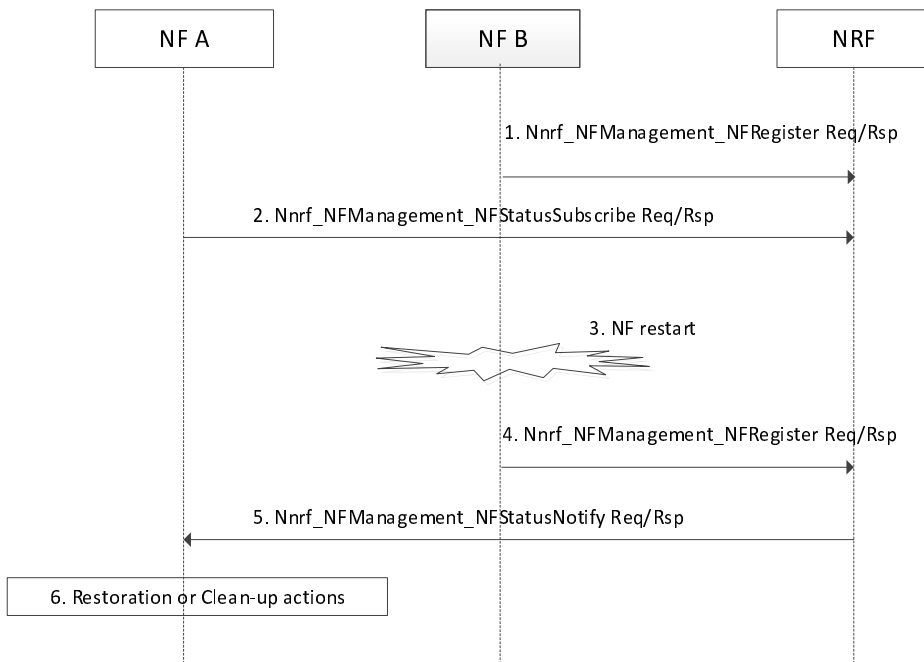 NF A
NF B
NRF
1. Nnrf_NFManagement_NFRegister Req/Rsp
2. Nnrf_NFManagement_NFStatusSubscribe Req/Rsp
3. NF restart
4. Nnrf_NFManagement_NFRegister Req/Rsp
5. Nnrf_NFManagement_NFStatusNotify Req/Rsp
6. Restoration or Clean-up actions